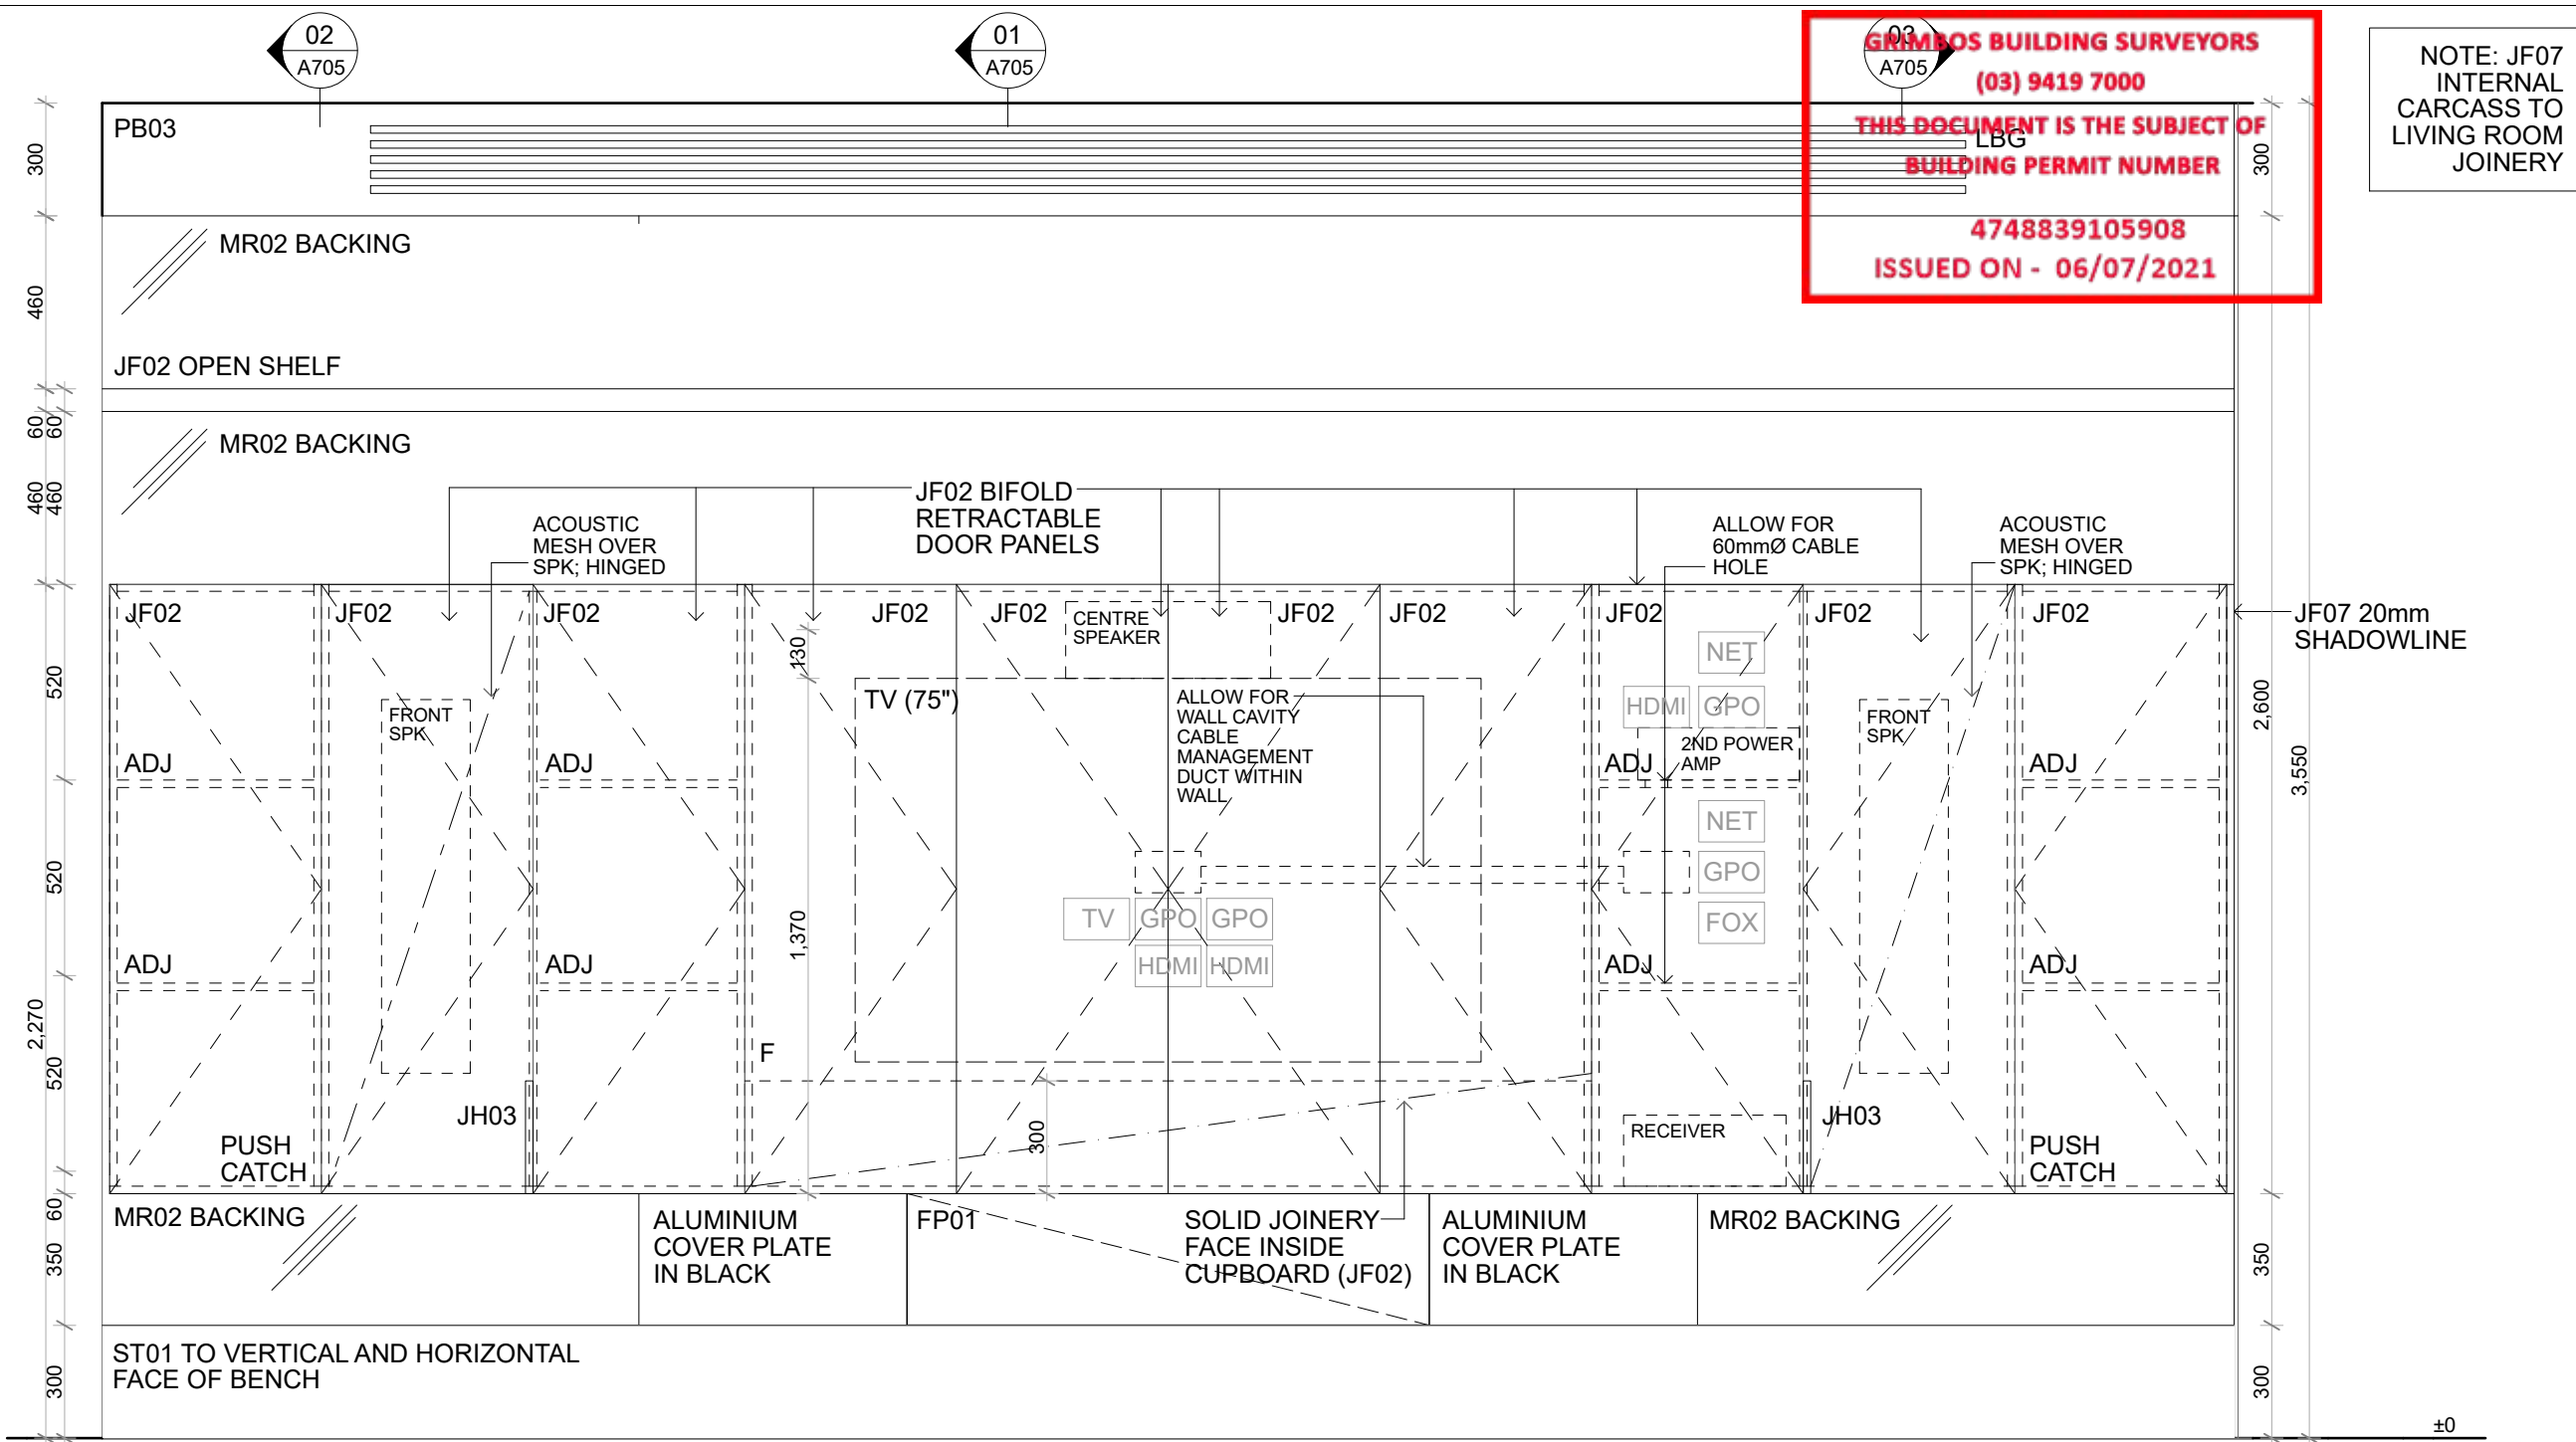 02
A705
01
A705
03
A705
GRIMBOS BUILDING SURVEYORS
(03) 9419 7000
THIS DOCUMENT IS THE SUBJECT OF
BUILDING PERMIT NUMBER
4748839105908
ISSUED ON - 06/07/2021
NOTE: JF07
INTERNAL
CARCASS TO
LIVING ROOM
JOINERY
PB03
LBG
300
300
MR02 BACKING
460
JF02 OPEN SHELF
60
60
MR02 BACKING
460
460
JF02 BIFOLD
RETRACTABLE
DOOR PANELS
ACOUSTIC
MESH OVER
SPK; HINGED
ALLOW FOR
60mmØ CABLE
HOLE
ACOUSTIC
MESH OVER
SPK; HINGED
JF02
JF02
JF02
JF02
JF02
JF02
JF02
JF02
JF02
JF02
JF07 20mm
SHADOWLINE
CENTRE
SPEAKER
130
NET
520
TV (75")
ALLOW FOR
WALL CAVITY
CABLE
MANAGEMENT
DUCT WITHIN
WALL
HDMI
GPO
FRONT
SPK
FRONT
SPK
2,600
3,550
2ND POWER
AMP
ADJ
ADJ
ADJ
ADJ
NET
520
GPO
TV
GPO
GPO
FOX
1,370
HDMI
HDMI
ADJ
ADJ
ADJ
ADJ
2,270
520
F
JH03
300
RECEIVER
JH03
PUSH
CATCH
PUSH
CATCH
60
MR02 BACKING
ALUMINIUM
COVER PLATE
IN BLACK
FP01
SOLID JOINERY
FACE INSIDE
CUPBOARD (JF02)
ALUMINIUM
COVER PLATE
IN BLACK
MR02 BACKING
350
350
ST01 TO VERTICAL AND HORIZONTAL
FACE OF BENCH
300
300
±0